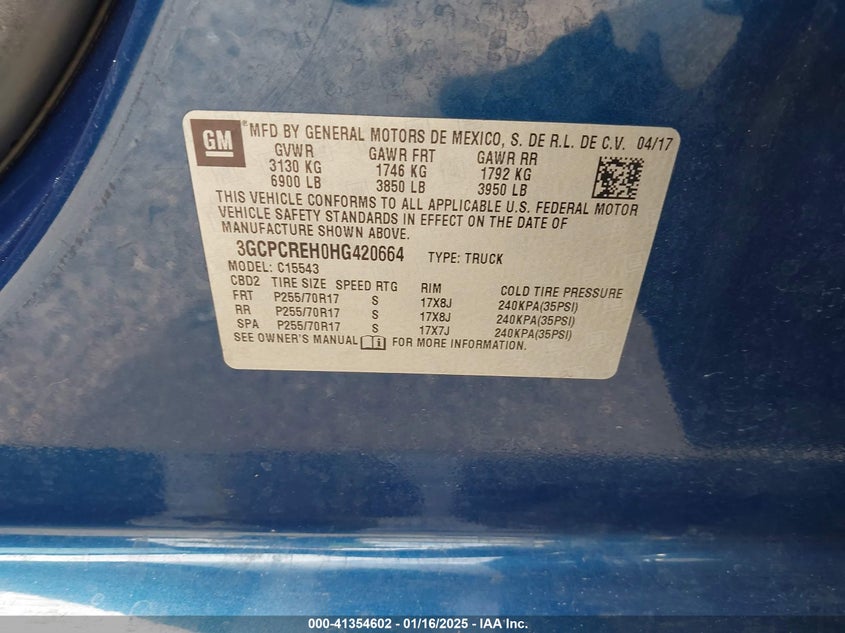 GM ® MFD BY GENERAL MOTORS DE MEXICO, S. DE R.L. DE C.V. 04/17
GVWR GAWR FRT GAWR RR
3130 KG 1746 KG 1792 KG
6900 LB 3850 LB 3950 LB
THIS VEHICLE CONFORMS TO ALL APPLICABLE U.S. FEDERAL MOTOR
VEHICLE SAFETY STANDARDS IN EFFECT ON THE DATE OF
MANUFACTURE SHOWN ABOVE.
3GCPCREH0HG420664 TYPE: TRUCK
MODEL: C15543
CBD2 TIRE SIZE SPEED RTG RIM COLD TIRE PRESSURE
FRT P255/70R17 S 17X8J 240KPA(35PSI)
RR P255/70R17 S 17X8J 240KPA(35PSI)
SPA P255/70R17 S 17X7J 240KPA(35PSI)
SEE OWNER'S MANUAL FOR MORE INFORMATION.
000-41354602 - 01/16/2025 - IAA Inc.